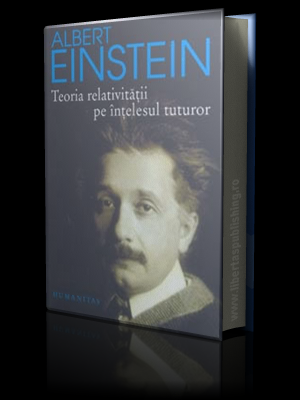 ALBERT
EINSTEIN
Teoria relativității
pe înțelesul tuturor
HUMANITAS
www.libertaspublishing.ro